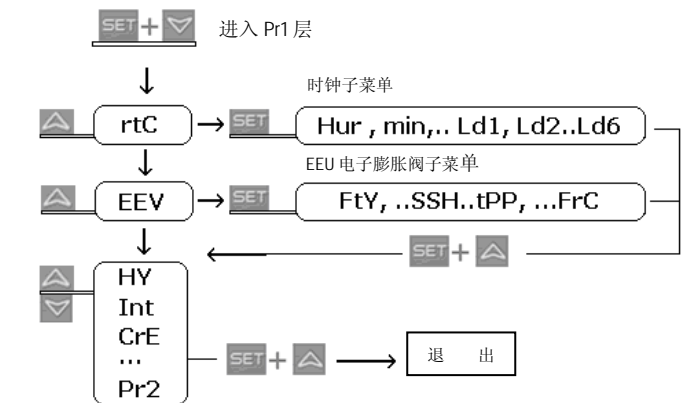 SET + 进入 Pr1 层
时钟子菜单
rtC SET Hur , min,.. Ld1, Ld2..Ld6
EEU 电子膨胀阀子菜单
EEV SET FtY, ..SSH..tPP, ...FrC
SET +
HY
Int
CrE
...
Pr2
SET + 退 出